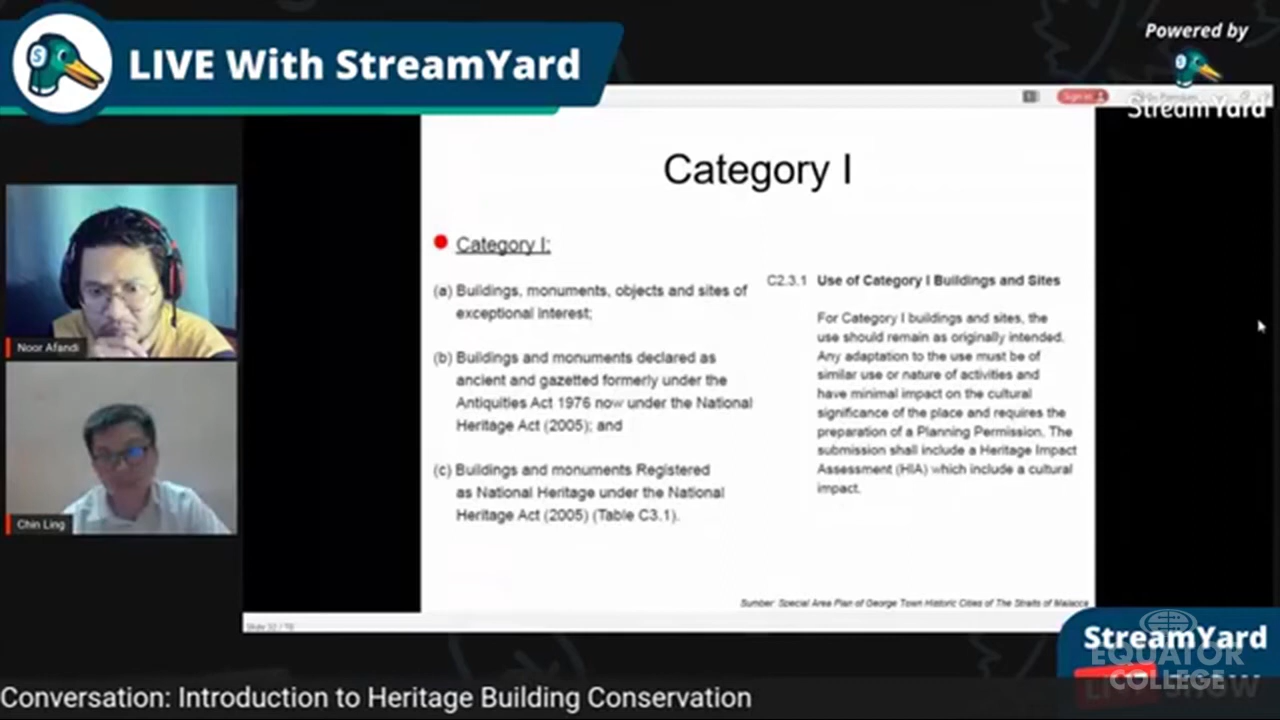 LIVE With StreamYard
Powered by
StreamYard
Sign in
Category I
Category I:
(a) Buildings, monuments, objects and sites of
exceptional interest;
(b) Buildings and monuments declared as
ancient and gazetted formerly under the
Antiquities Act 1976 now under the National
Heritage Act (2005); and
(c) Buildings and monuments Registered
as National Heritage under the National
Heritage Act (2005) (Table C3.1).
C2.3.1 Use of Category I Buildings and Sites
For Category I buildings and sites, the
use should remain as originally intended.
Any adaptation to the use must be of
similar use or nature of activities and
have minimal impact on the cultural
significance of the place and requires the
preparation of a Planning Permission. The
submission shall include a Heritage Impact
Assessment (HIA) which include a cultural
impact.
Sumber: Special Area Plan of George Town Historic Cities of The Straits of Malacca
Noor Afandi
Chin Ling
StreamYard
EQUATOR
COLLEGE
Conversation: Introduction to Heritage Building Conservation